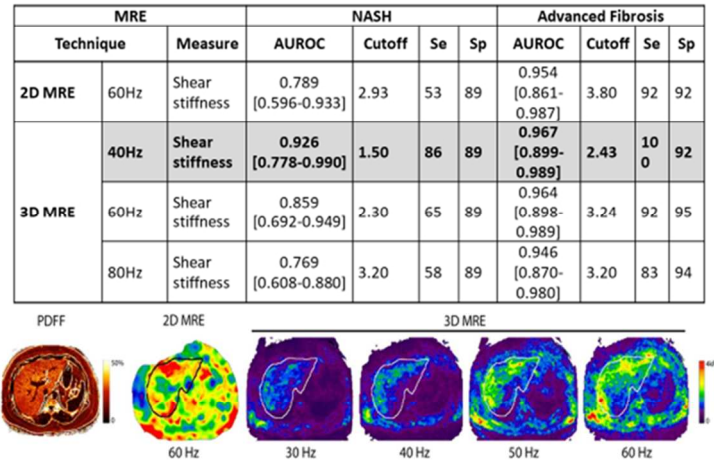 MRE NASH Advanced Fibrosis
Technique Measure AUROC Cutoff Se Sp AUROC Cutoff Se Sp
2D MRE 60Hz Shear stiffness 0.789 [0.596-0.933] 2.93 53 89 0.954 [0.861-0.987] 3.80 92 92
3D MRE 40Hz Shear stiffness 0.926 [0.778-0.990] 1.50 86 89 0.967 [0.899-0.989] 2.43 100 92
60Hz Shear stiffness 0.859 [0.692-0.949] 2.30 65 89 0.964 [0.898-0.989] 3.24 92 95
80Hz Shear stiffness 0.769 [0.608-0.880] 3.20 58 89 0.946 [0.870-0.980] 3.20 83 94
PDFF 2D MRE 3D MRE
50%
0
0
60 Hz 30 Hz 40 Hz 50 Hz 60 Hz